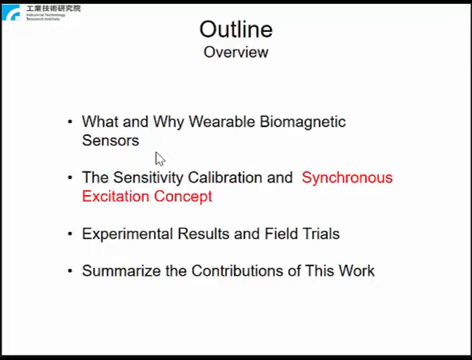 工業技術研究院
Industrial Technology
Research Institute
Outline
Overview
• What and Why Wearable Biomagnetic
Sensors
• The Sensitivity Calibration and Synchronous
Excitation Concept
• Experimental Results and Field Trials
• Summarize the Contributions of This Work